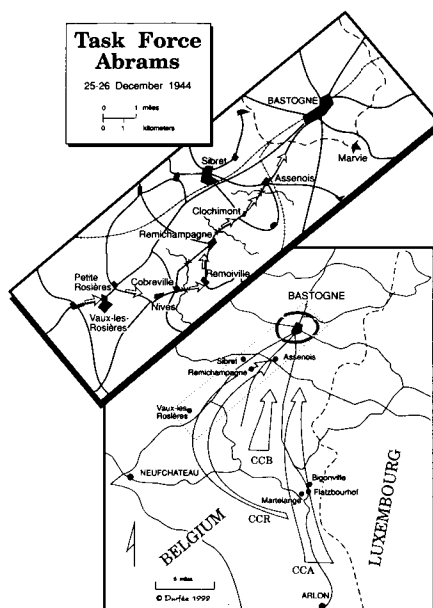 Task Force
Abrams
25-26 December 1944
0 1 miles
0 1 kilometers
BASTOGNE
Marvie
Sibret
Assenois
Clochimont
Remichampagne
Petite
Rosières
Cobreville
Remoiville
Nives
Vaux-les-
Rosières
BASTOGNE
Sibret
Assenois
Remichampagne
Vaux-les
Rosières
CCB
NEUFCHATEAU
Bigonville
Flatzbourhof
Martelange
CCR
BELGIUM
LUXEMBOURG
CCA
5 miles
ARLON